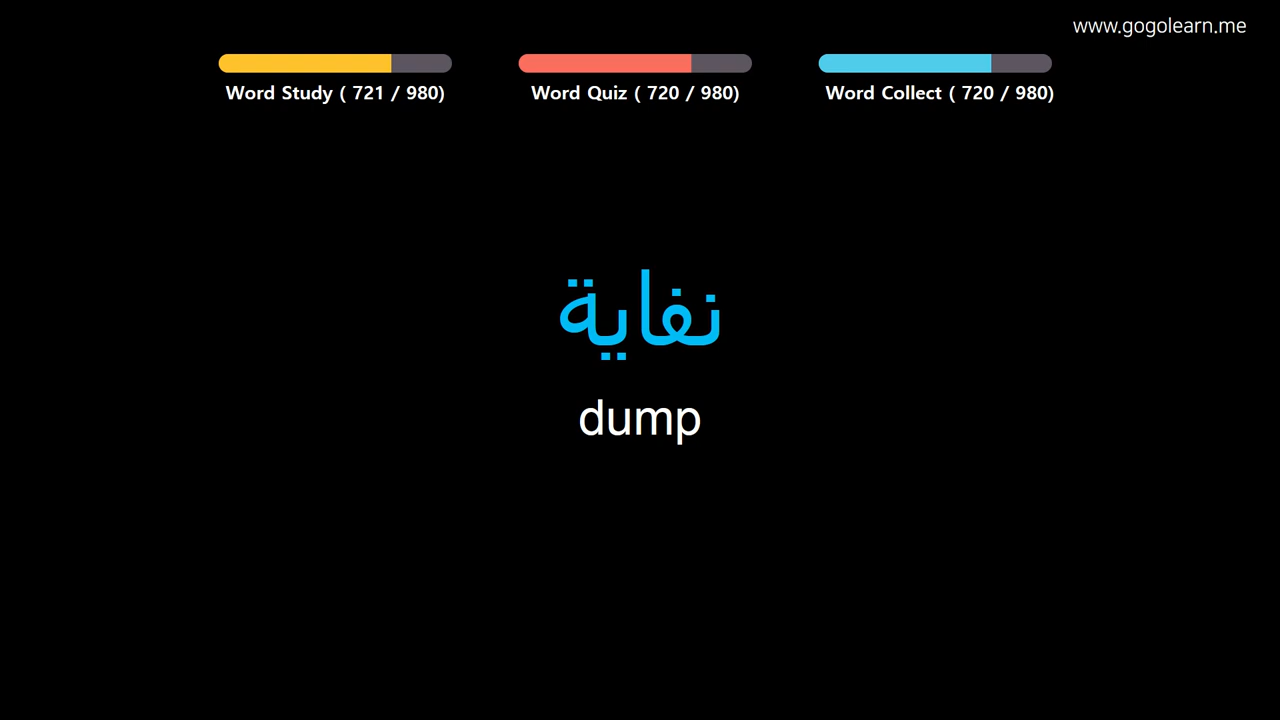 www.gogolearn.me
Word Study ( 721 / 980)
Word Quiz ( 720 / 980)
Word Collect ( 720 / 980)
نفاية
dump